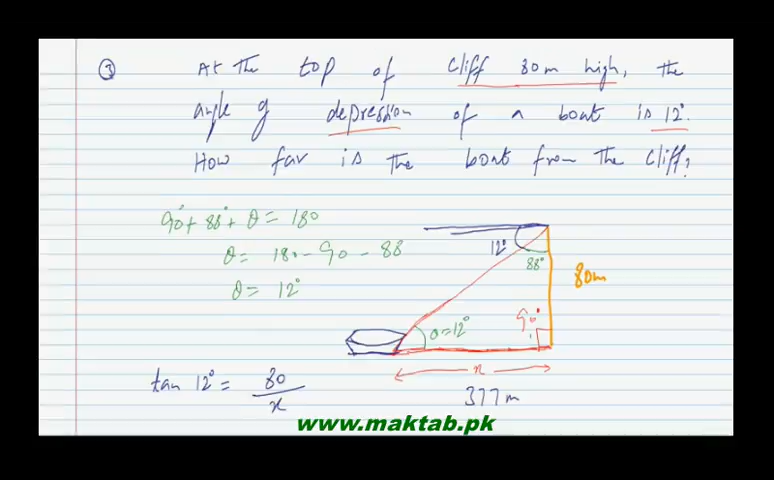 3 At the top of cliff 80m high, the
angle of depression of a boat is 12°.
How far is the boat from the cliff?
90° + 88° + θ = 180
θ = 180 - 90 - 88
θ = 12°
12°
88°
80m
90°
θ=12°
x
377m
tan 12° = 80/x
www.maktab.pk